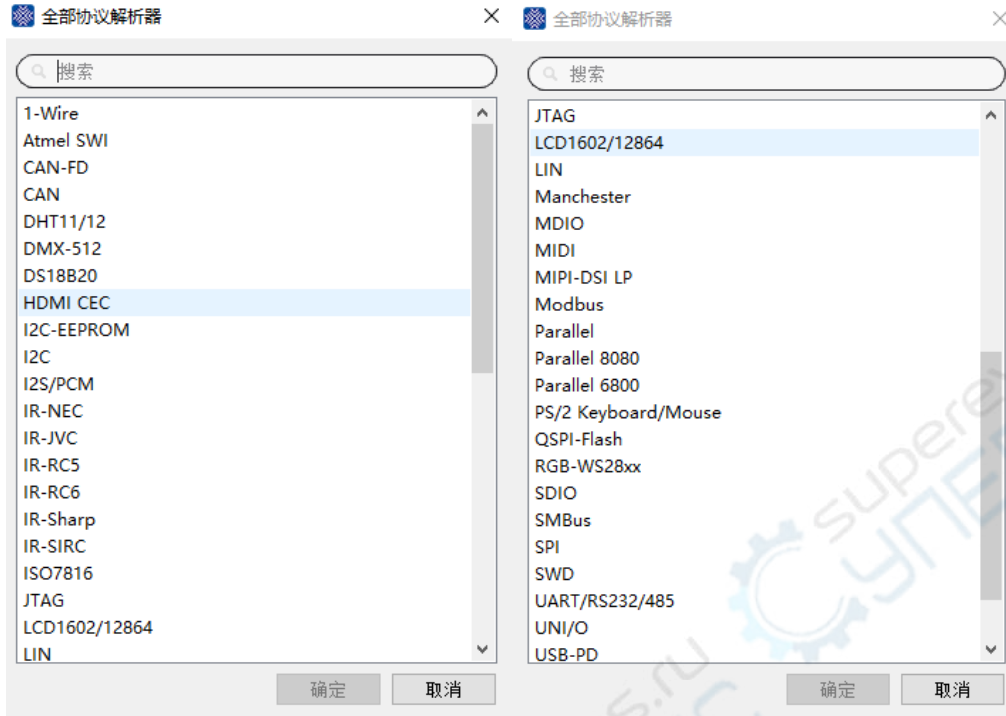 全部协议解析器
搜索
1-Wire
Atmel SWI
CAN-FD
CAN
DHT11/12
DMX-512
DS18B20
HDMI CEC
I2C-EEPROM
I2C
I2S/PCM
IR-NEC
IR-JVC
IR-RC5
IR-RC6
IR-Sharp
IR-SIRC
ISO7816
JTAG
LCD1602/12864
LIN
确定
取消
全部协议解析器
搜索
JTAG
LCD1602/12864
LIN
Manchester
MDIO
MIDI
MIPI-DSI LP
Modbus
Parallel
Parallel 8080
Parallel 6800
PS/2 Keyboard/Mouse
QSPI-Flash
RGB-WS28xx
SDIO
SMBus
SPI
SWD
UART/RS232/485
UNI/O
USB-PD
确定
取消